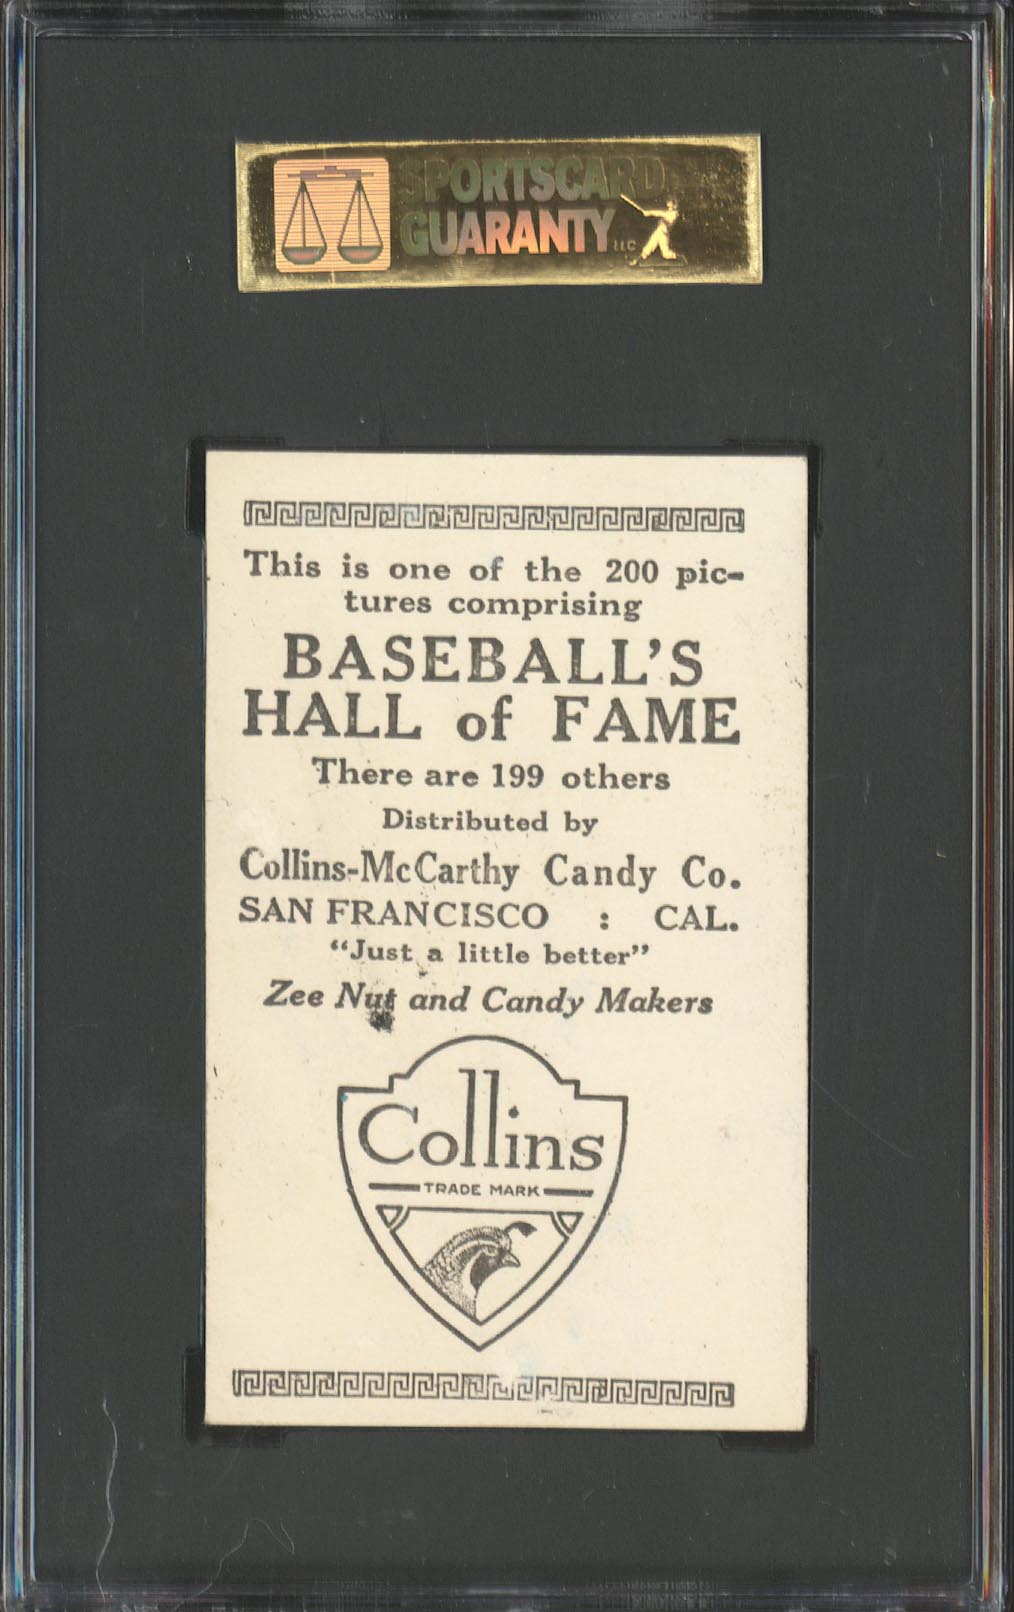 SPORTSCARD
GUARANTY LLC
This is one of the 200 pic-
tures comprising
BASEBALL'S
HALL of FAME
There are 199 others
Distributed by
Collins-McCarthy Candy Co.
SAN FRANCISCO : CAL.
"Just a little better"
Zee Nut and Candy Makers
Collins
TRADE MARK